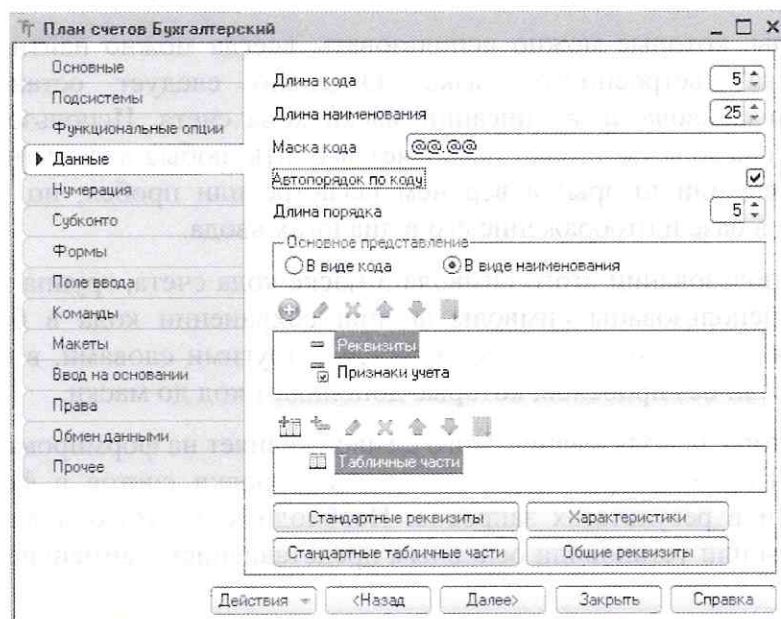 План счетов Бухгалтерский
Основные
Подсистемы
Функциональные опции
Данные
Нумерация
Субконто
Формы
Поле ввода
Команды
Макеты
Ввод на основании
Права
Обмен данными
Прочее
Длина кода 5
Длина наименования 25
Маска кода @@.@@
Автопорядок по коду
Длина порядка 5
Основное представление
В виде кода В виде наименования
Реквизиты
Признаки учета
Табличные части
Стандартные реквизиты Характеристики
Стандартные табличные части Общие реквизиты
Действия <Назад Далее> Закрыть Справка